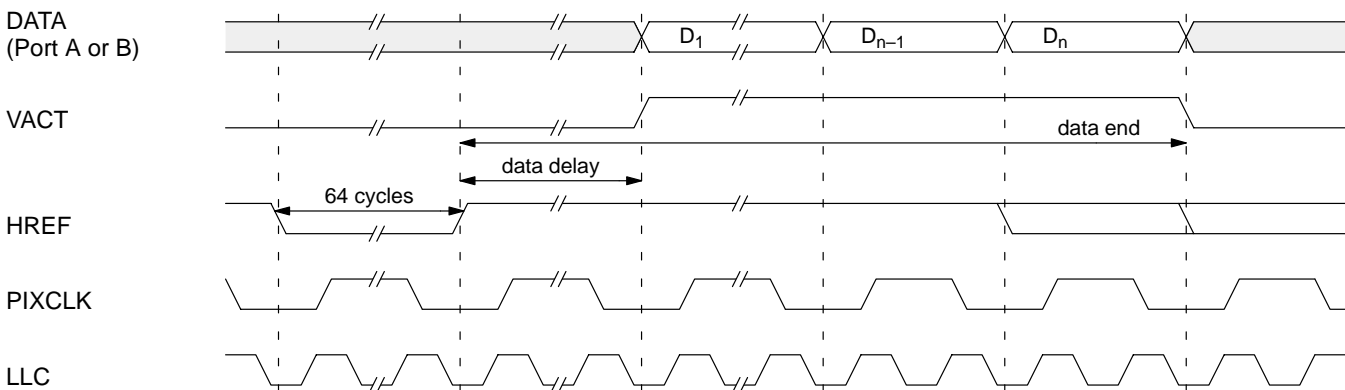 DATA
(Port A or B)
D1
Dn–1
Dn
VACT
data end
data delay
64 cycles
HREF
PIXCLK
LLC